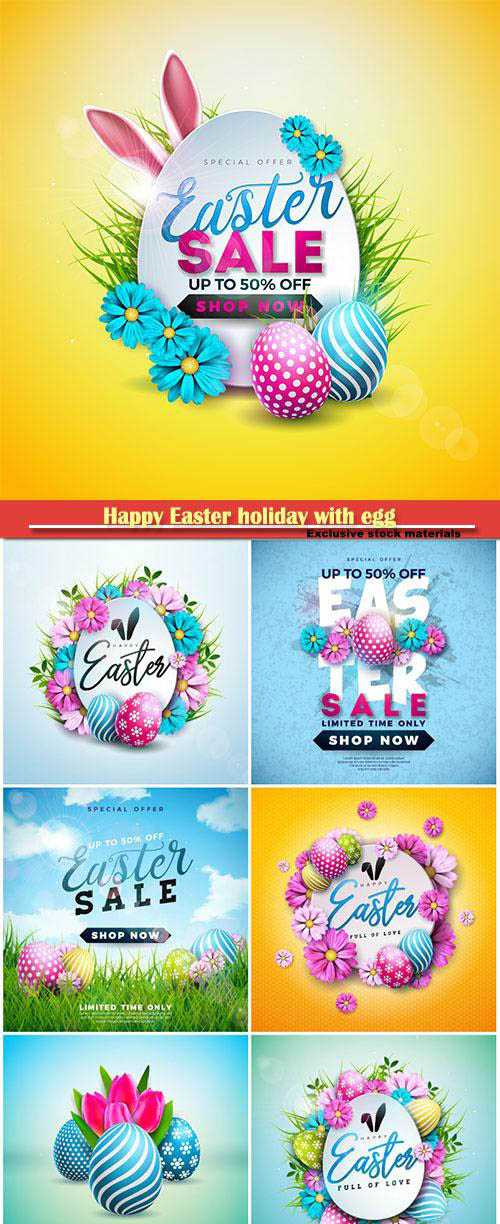 SPECIAL OFFER
Easter
SALE
UP TO 50% OFF
SHOP NOW
Happy Easter holiday with egg
Exclusive stock materials
HAPPY
Easter
SPECIAL OFFER
UP TO 50% OFF
EAS
TER
SALE
LIMITED TIME ONLY
SHOP NOW
SPECIAL OFFER
UP TO 50% OFF
Easter
SALE
SHOP NOW
LIMITED TIME ONLY
HAPPY
Easter
FULL OF LOVE
HAPPY
Easter
FULL OF LOVE